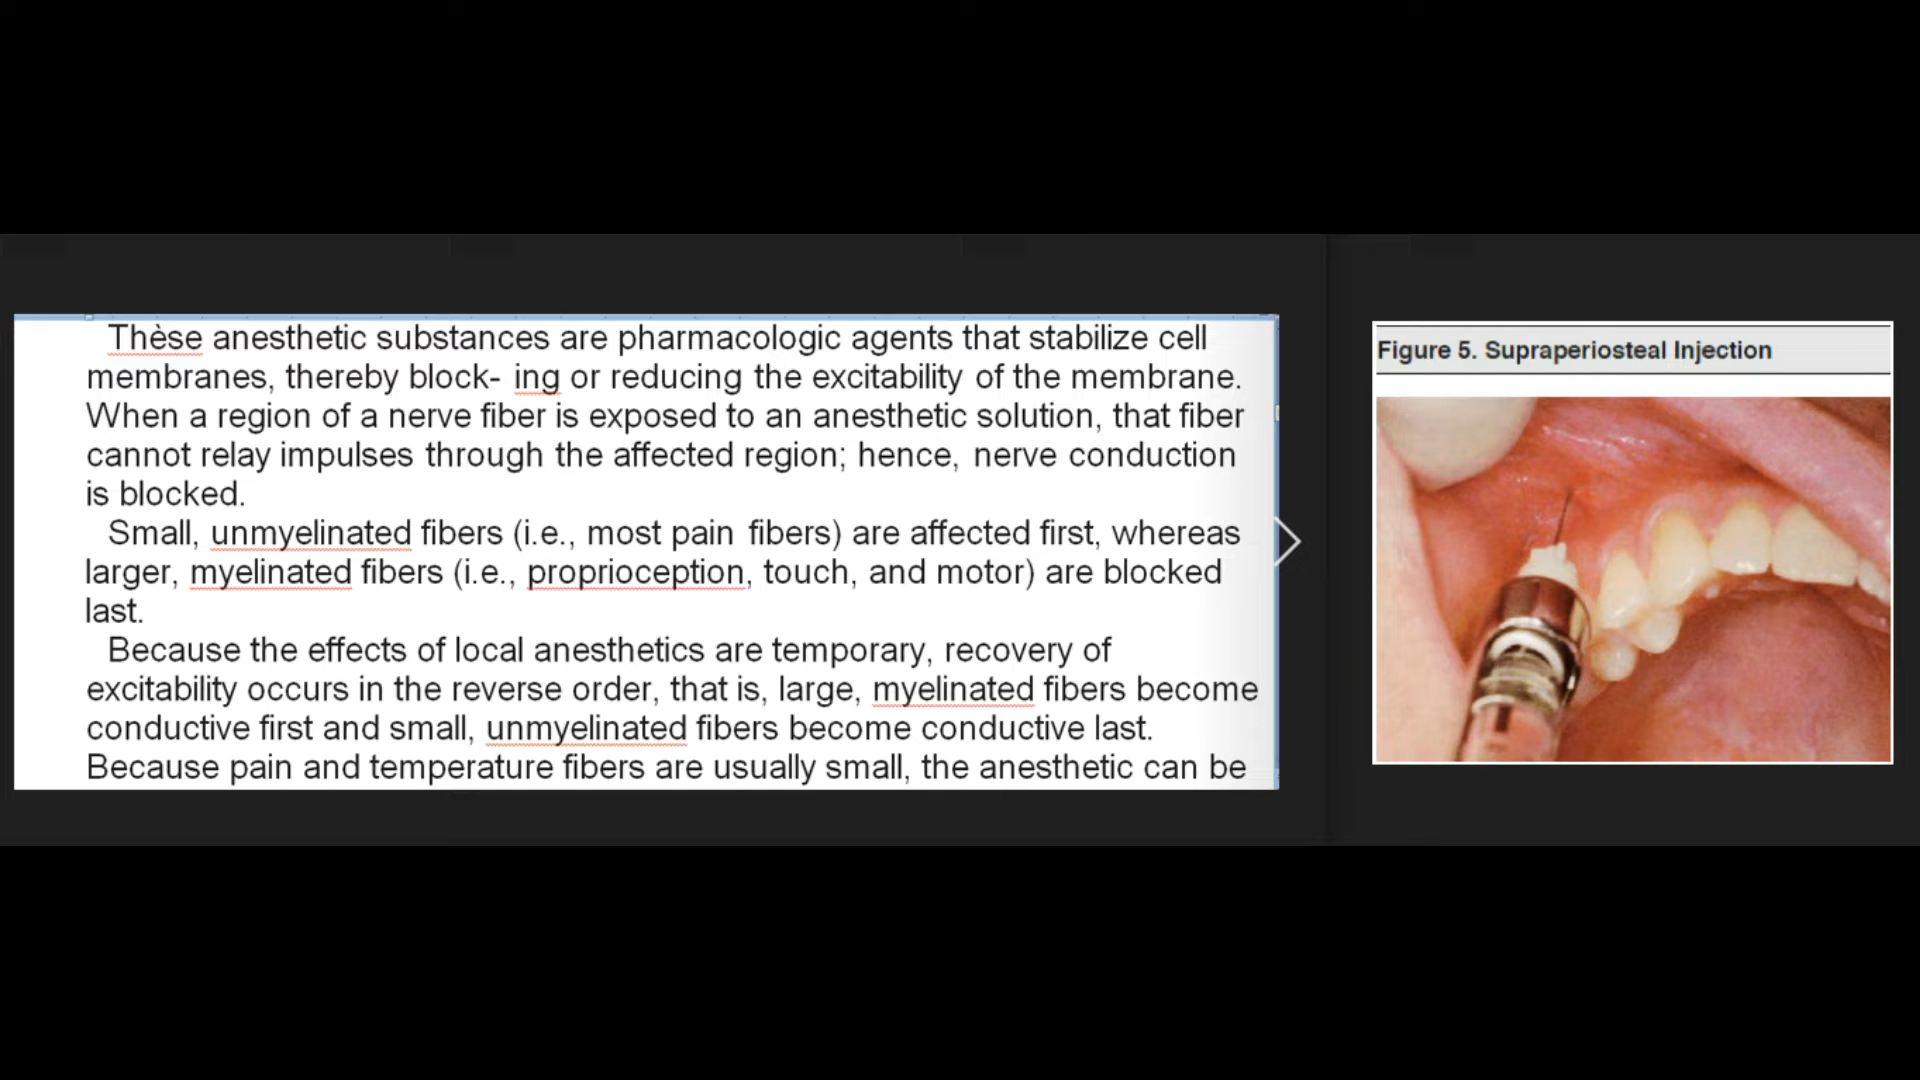 Thèse anesthetic substances are pharmacologic agents that stabilize cell
membranes, thereby block- ing or reducing the excitability of the membrane.
When a region of a nerve fiber is exposed to an anesthetic solution, that fiber
cannot relay impulses through the affected region; hence, nerve conduction
is blocked.
Small, unmyelinated fibers (i.e., most pain fibers) are affected first, whereas
larger, myelinated fibers (i.e., proprioception, touch, and motor) are blocked
last.
Because the effects of local anesthetics are temporary, recovery of
excitability occurs in the reverse order, that is, large, myelinated fibers become
conductive first and small, unmyelinated fibers become conductive last.
Because pain and temperature fibers are usually small, the anesthetic can be
Figure 5. Supraperiosteal Injection